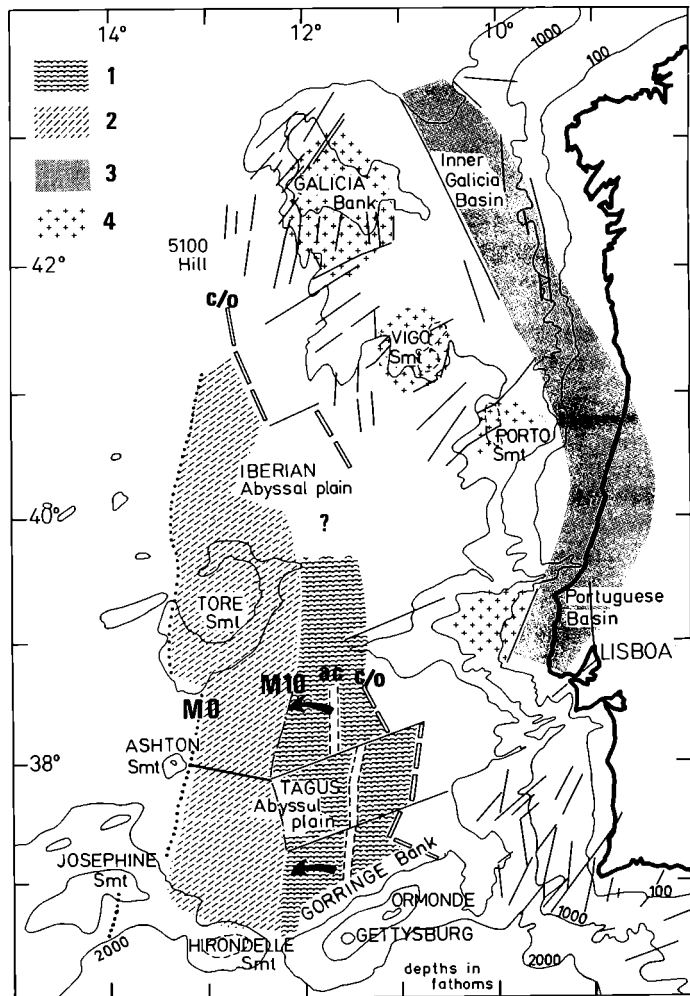 14°
12°
10°
1000
100
1
2
3
4
GALICIA
Bank
Inner
Galicia
Basin
5100
Hill
42°
c/o
VIGO
Smt
PORTO
Smt
IBERIAN
Abyssal plain
40°
?
TORE
Smt
Portuguese
Basin
LISBOA
M0
M10
ac
c/o
ASHTON
Smt
38°
TAGUS
Abyssal
plain
JOSEPHINE
Smt
GORRINGE Bank
ORMONDE
GETTYSBURG
HIRONDELLE
Smt
2000
100
1000
2000
depths in
fathoms